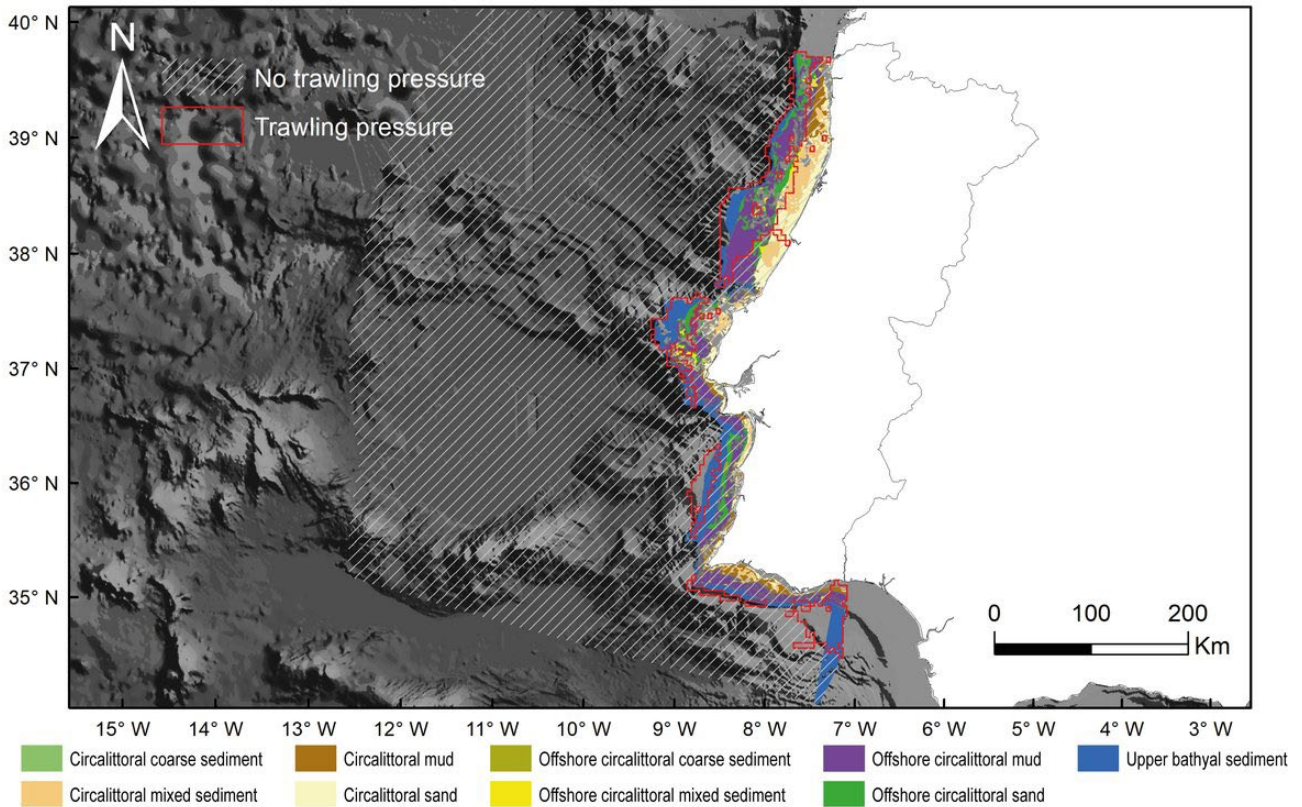 40° N
39° N
38° N
37° N
36° N
35° N
N
No trawling pressure
Trawling pressure
0 100 200
Km
15° W 14° W 13° W 12° W 11° W 10° W 9° W 8° W 7° W 6° W 5° W 4° W 3° W
Circalittoral coarse sediment
Circalittoral mud
Offshore circalittoral coarse sediment
Offshore circalittoral mud
Upper bathyal sediment
Circalittoral mixed sediment
Circalittoral sand
Offshore circalittoral mixed sediment
Offshore circalittoral sand